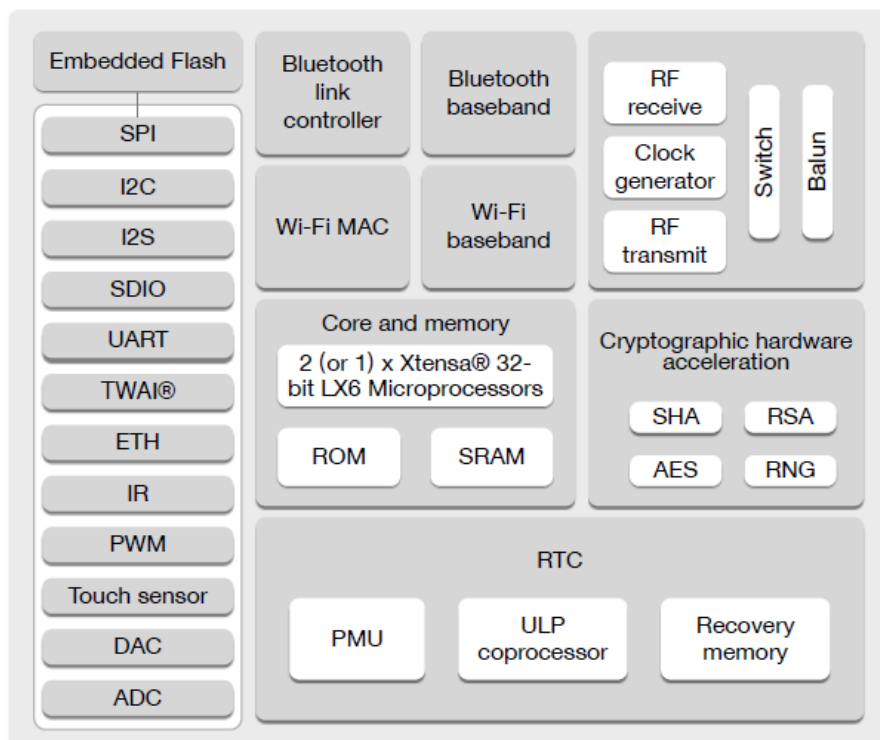 Embedded Flash
SPI
I2C
I2S
SDIO
UART
TWAI®
ETH
IR
PWM
Touch sensor
DAC
ADC
Bluetooth
link
controller
Bluetooth
baseband
Wi-Fi MAC
Wi-Fi
baseband
RF
receive
Clock
generator
RF
transmit
Switch
Balun
Core and memory
2 (or 1) x Xtensa® 32-
bit LX6 Microprocessors
ROM
SRAM
Cryptographic hardware
acceleration
SHA
RSA
AES
RNG
RTC
PMU
ULP
coprocessor
Recovery
memory